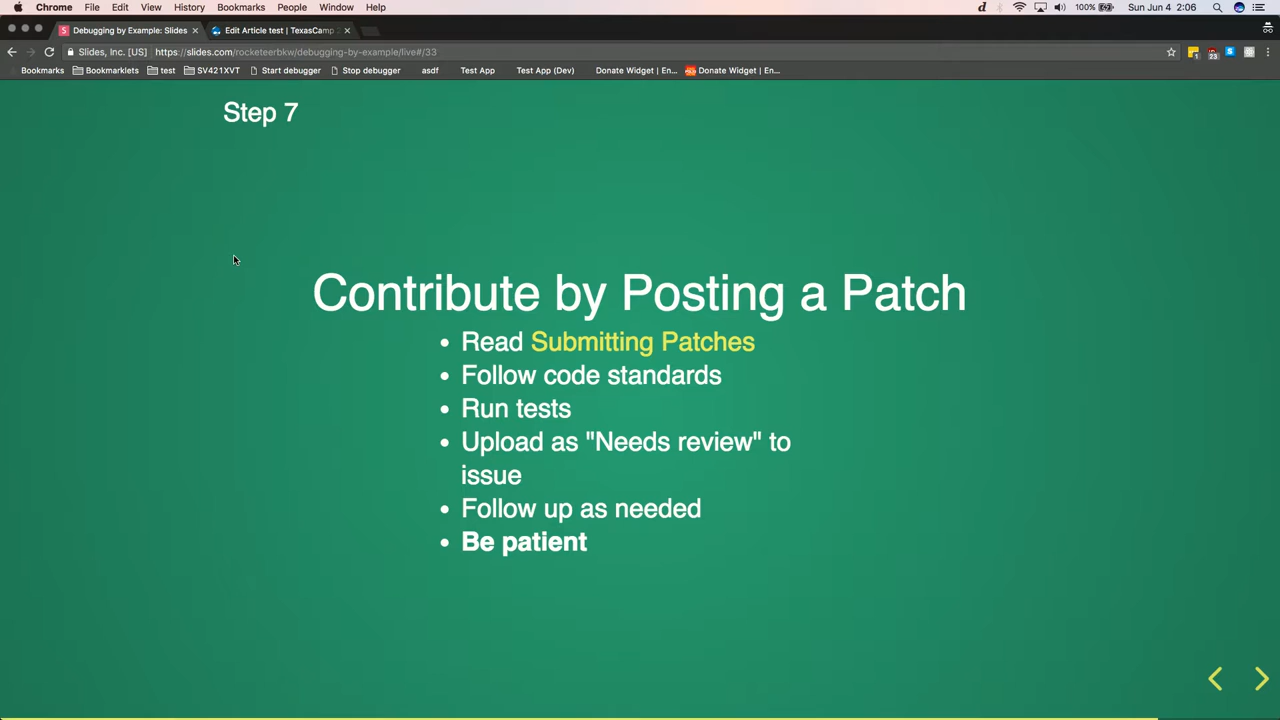 Chrome File Edit View History Bookmarks People Window Help d 100% Sun Jun 4 2:06
S Debugging by Example: Slides × Edit Article test | TexasCamp ×
Slides, Inc. [US] https://slides.com/rocketeerbkw/debugging-by-example/live#/33 1 23 S
Bookmarks Bookmarklets test SV421XVT Start debugger Stop debugger asdf Test App Test App (Dev) Donate Widget | En... Donate Widget | En...
Step 7
Contribute by Posting a Patch
• Read Submitting Patches
• Follow code standards
• Run tests
• Upload as "Needs review" to
issue
• Follow up as needed
• Be patient